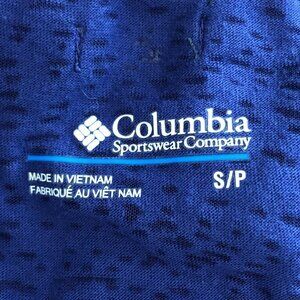 Columbia
Sportswear Company
MADE IN VIETNAM
FABRIQUÉ AU VIÊT NAM
S/P